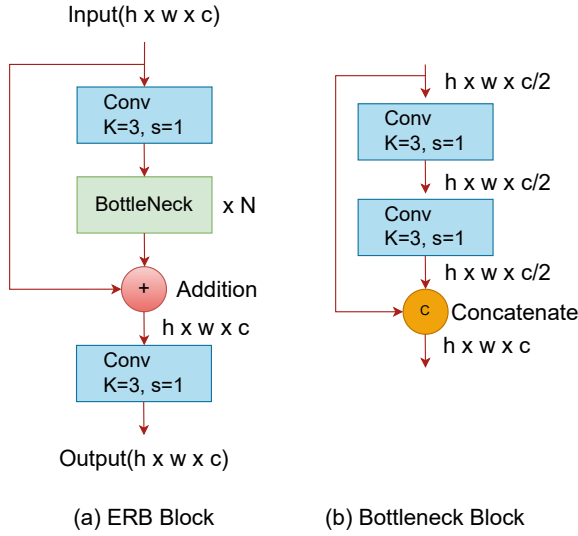 Input(h x w x c)
Conv
K=3, s=1
BottleNeck
x N
+
Addition
h x w x c
Conv
K=3, s=1
Output(h x w x c)
(a) ERB Block
h x w x c/2
Conv
K=3, s=1
h x w x c/2
Conv
K=3, s=1
h x w x c/2
c
Concatenate
h x w x c
(b) Bottleneck Block